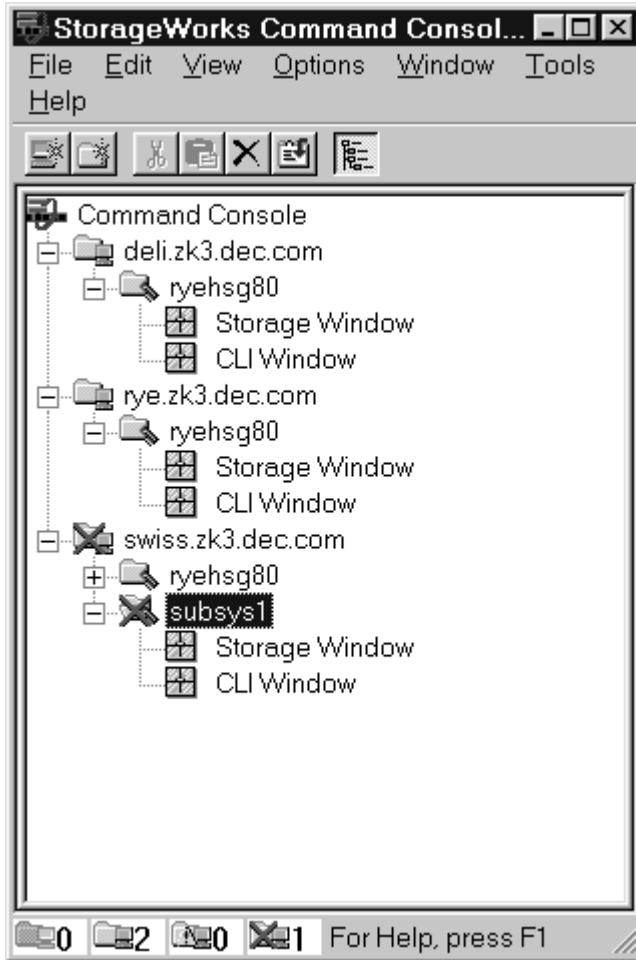 StorageWorks Command Consol...
File Edit View Options Window Tools
Help
Command Console
deli.zk3.dec.com
ryehsg80
Storage Window
CLI Window
rye.zk3.dec.com
ryehsg80
Storage Window
CLI Window
swiss.zk3.dec.com
ryehsg80
subsys1
Storage Window
CLI Window
0 2 0 1 For Help, press F1